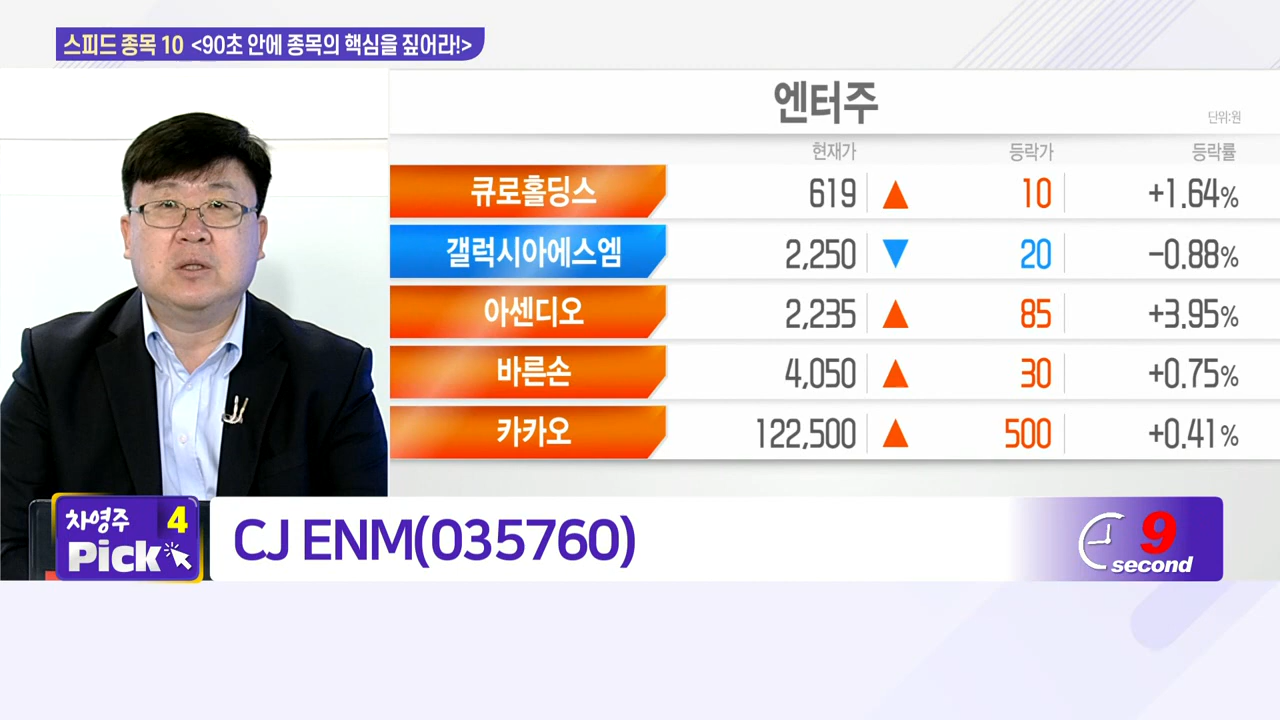 스피드 종목 10 <90초 안에 종목의 핵심을 짚어라!>
엔터주
단위:원
현재가 등락가 등락률
큐로홀딩스 619 ▲ 10 +1.64%
갤럭시아에스엠 2,250 ▼ 20 -0.88%
아센디오 2,235 ▲ 85 +3.95%
바른손 4,050 ▲ 30 +0.75%
카카오 122,500 ▲ 500 +0.41%
차영주 4
Pick
CJ ENM(035760)
9
second